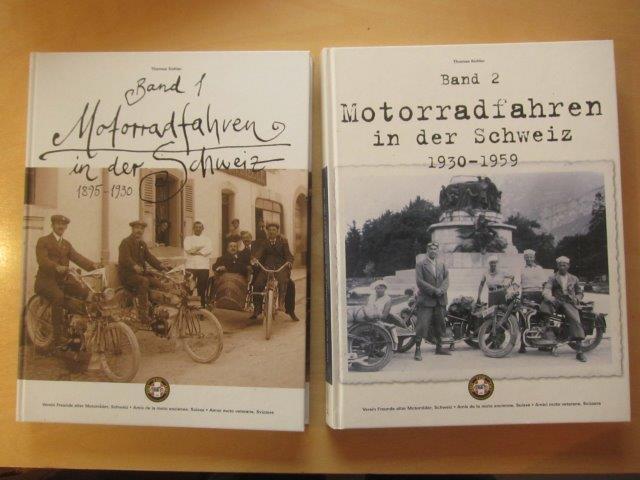 Thomas Kohler
Band 1
Motorradfahren
in der Schweiz
1895-1930
Verein Freunde alter Motorräder, Schweiz • Amis de la moto ancienne, Suisse • Amici moto veterane, Svizzera
Thomas Kohler
Band 2
Motorradfahren
in der Schweiz
1930-1959
Verein Freunde alter Motorräder, Schweiz • Amis de la moto ancienne, Suisse • Amici moto veterane, Svizzera